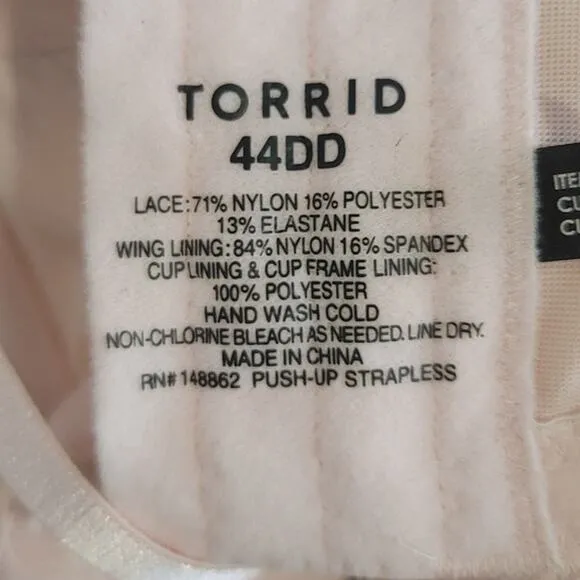 TORRID
44DD
LACE:71% NYLON 16% POLYESTER
13% ELASTANE
WING LINING:84% NYLON 16% SPANDEX
CUP LINING & CUP FRAME LINING:
100% POLYESTER
HAND WASH COLD
NON-CHLORINE BLEACH AS NEEDED. LINE DRY.
MADE IN CHINA
RN# 148862 PUSH-UP STRAPLESS